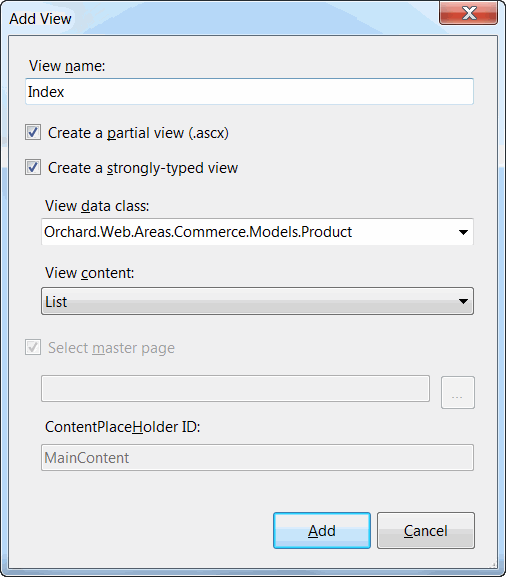 Add View
View name:
Index
Create a partial view (.ascx)
Create a strongly-typed view
View data class:
Orchard.Web.Areas.Commerce.Models.Product
View content:
List
Select master page
...
ContentPlaceHolder ID:
MainContent
Add Cancel